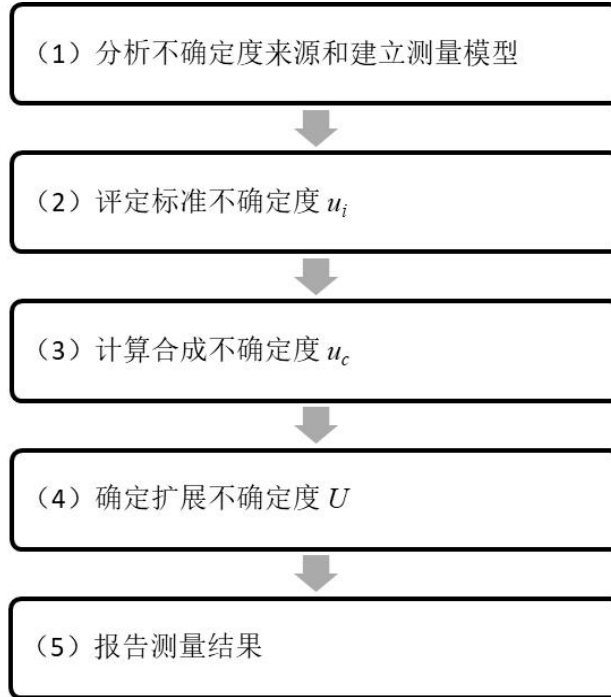 （1）分析不确定度来源和建立测量模型
（2）评定标准不确定度 u_i
（3）计算合成不确定度 u_c
（4）确定扩展不确定度 U
（5）报告测量结果